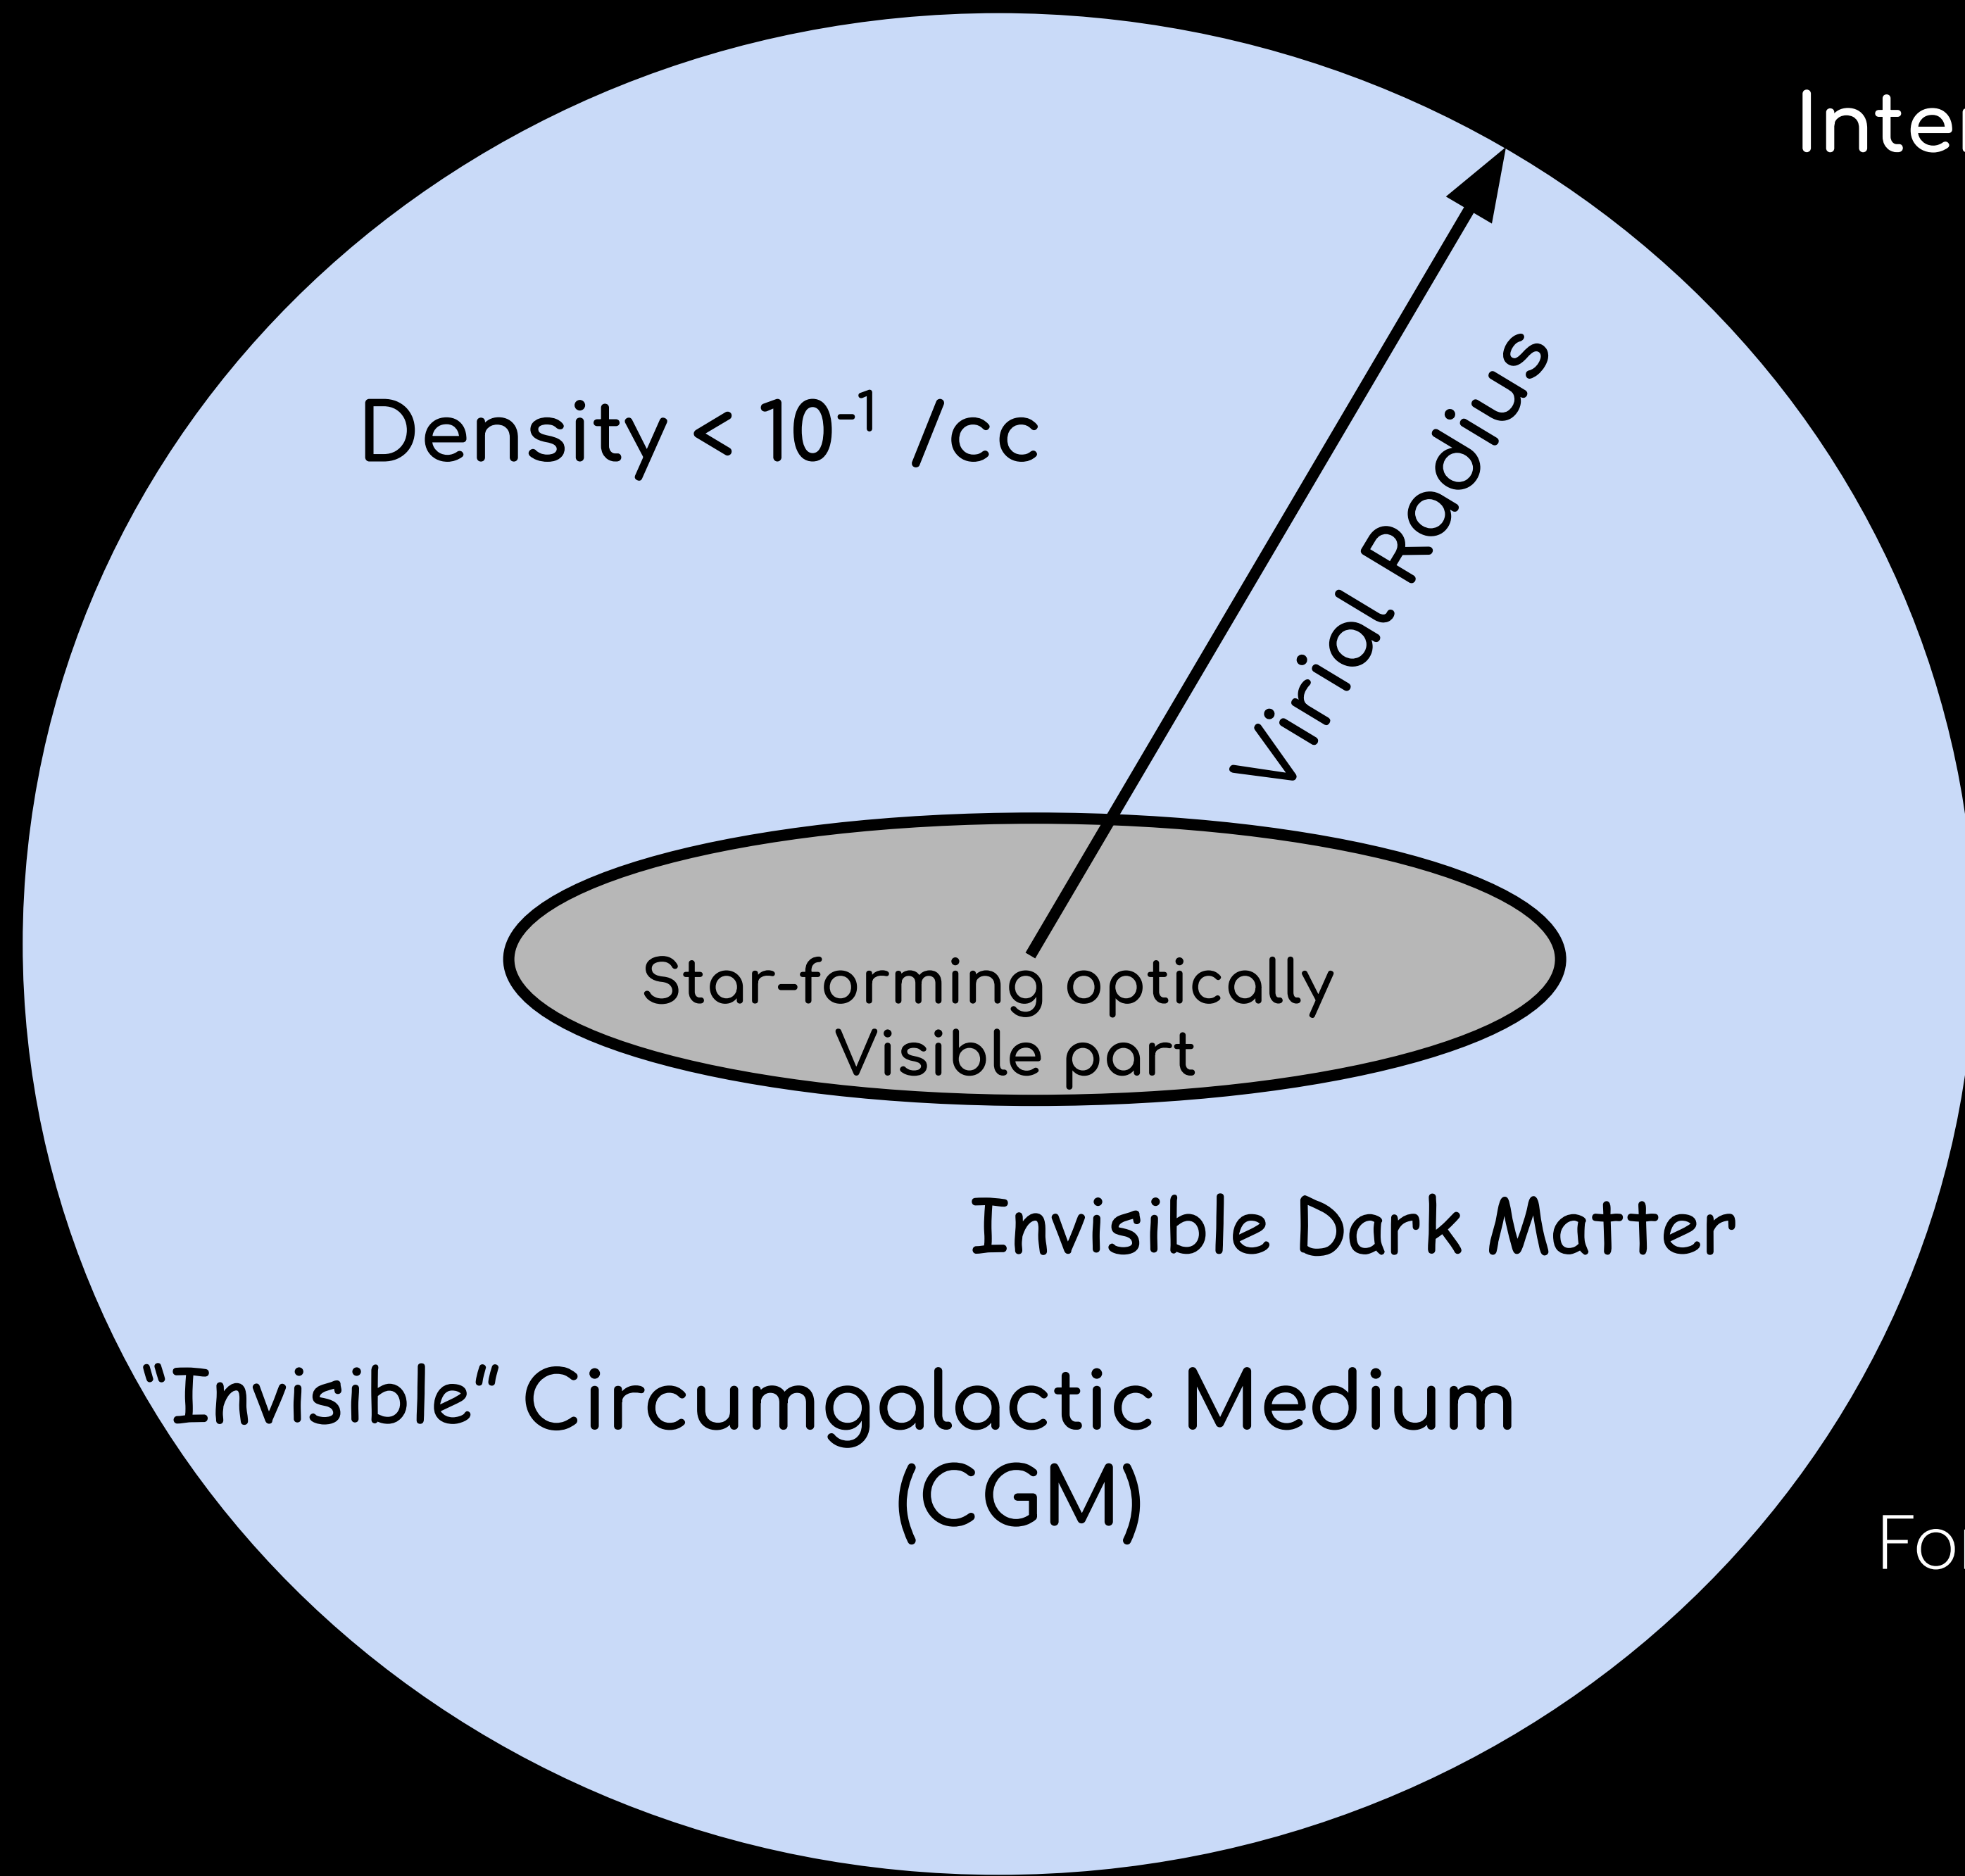 Density < 10⁻¹ /cc
Virial Radius
Star-forming optically
Visible part
Invisible Dark Matter
"Invisible" Circumgalactic Medium
(CGM)